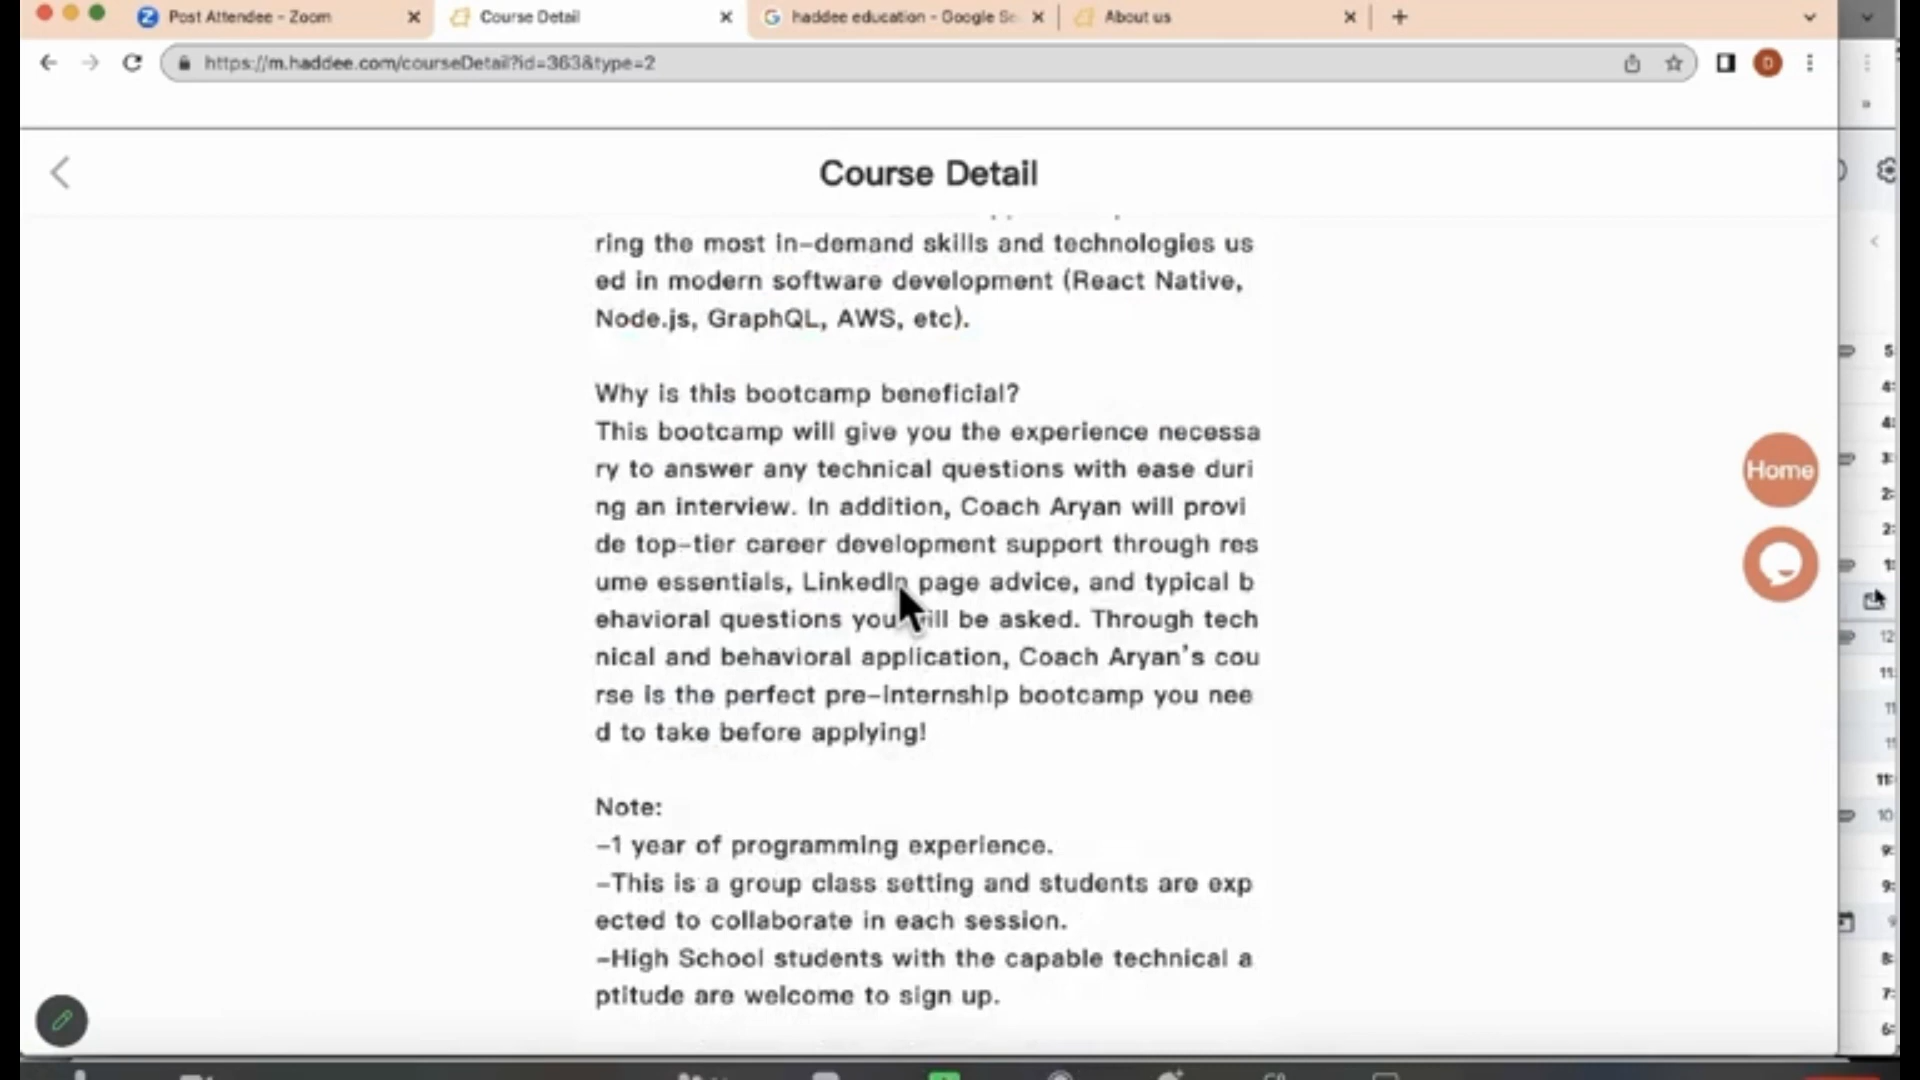 Post Attendee - Zoom
Course Detail
haddee education - Google Se
About us
https://m.haddee.com/courseDetail?id=363&type=2
D
Course Detail
ring the most in-demand skills and technologies us
ed in modern software development (React Native,
Node.js, GraphQL, AWS, etc).
Why is this bootcamp beneficial?
This bootcamp will give you the experience necessa
ry to answer any technical questions with ease duri
ng an interview. In addition, Coach Aryan will provi
de top-tier career development support through res
ume essentials, LinkedIn page advice, and typical b
ehavioral questions you will be asked. Through tech
nical and behavioral application, Coach Aryan's cou
rse is the perfect pre-internship bootcamp you nee
d to take before applying!
Note:
-1 year of programming experience.
-This is a group class setting and students are exp
ected to collaborate in each session.
-High School students with the capable technical a
ptitude are welcome to sign up.
Home